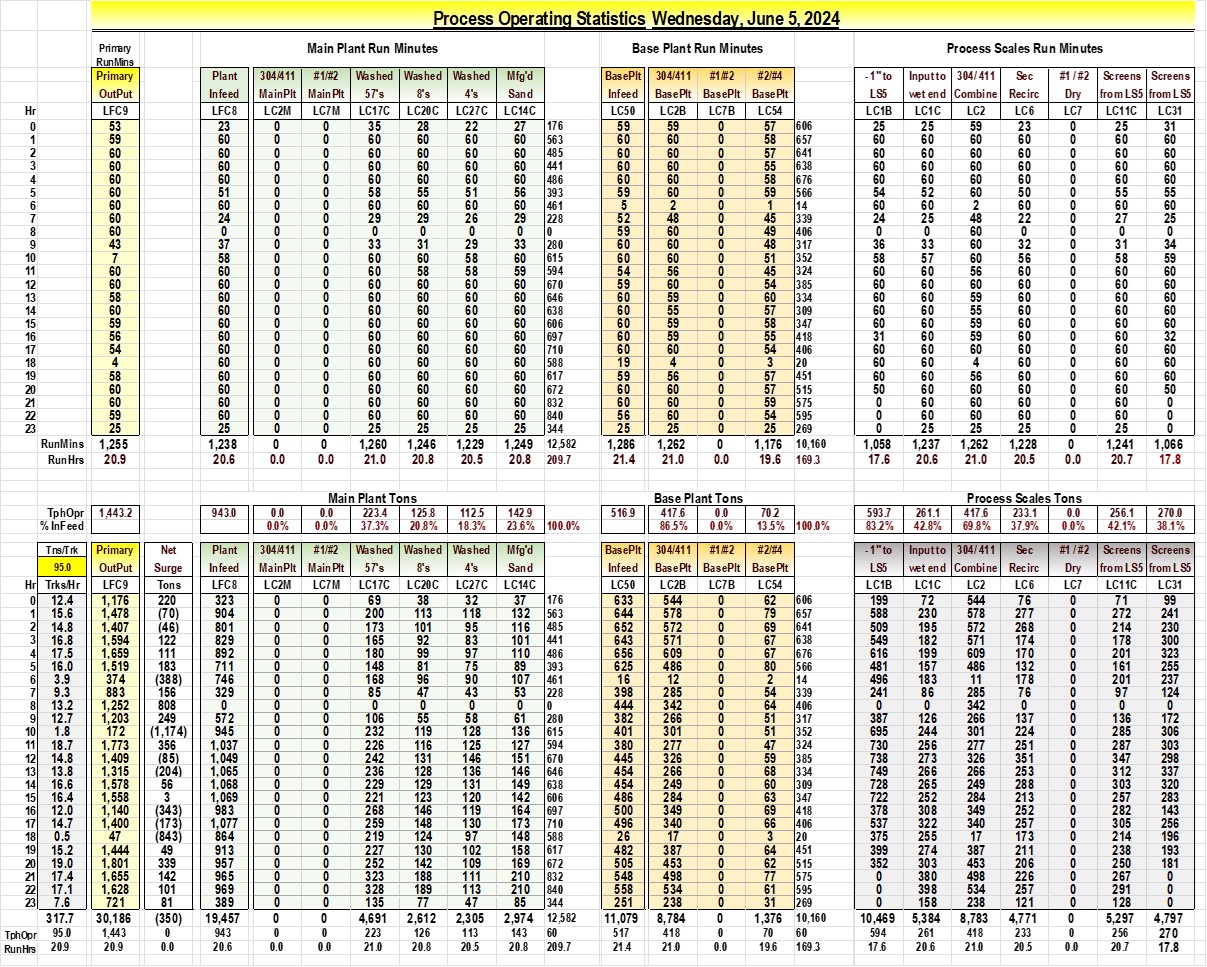 Process Operating Statistics Wednesday, June 5, 2024
Primary Main Plant Run Minutes Base Plant Run Minutes Process Scales Run Minutes
RunMins
Primary Plant 304/411 #1/#2 Washed Washed Washed Mfg'd BasePlt 304/411 #1/#2 #2/#4 - 1" to Input to 304/ 411 Sec #1 / #2 Screens Screens
OutPut Infeed MainPlt MainPlt 57's 8's 4's Sand Infeed BasePlt BasePlt BasePlt LS5 wet end Combine Recirc Dry from LS5 from LS5
Hr LFC9 LFC8 LC2M LC7M LC17C LC20C LC27C LC14C LC50 LC2B LC7B LC54 LC1B LC1C LC2 LC6 LC7 LC11C LC31
0 53 23 0 0 35 28 22 27 176 59 59 0 57 606 25 25 59 23 0 25 31
1 59 60 0 0 60 60 60 60 563 60 60 0 58 657 60 60 60 60 0 60 60
2 60 60 0 0 60 60 60 60 485 60 60 0 57 641 60 60 60 60 0 60 60
3 60 60 0 0 60 60 60 60 441 60 60 0 55 638 60 60 60 60 0 60 60
4 60 60 0 0 60 60 60 60 486 60 60 0 58 676 60 60 60 60 0 60 60
5 60 51 0 0 58 55 51 56 393 59 60 0 59 566 54 52 60 50 0 55 55
6 60 60 0 0 60 60 60 60 461 5 2 0 1 14 60 60 2 60 0 60 60
7 60 24 0 0 29 29 26 29 228 52 48 0 45 339 24 25 48 22 0 27 25
8 60 0 0 0 0 0 0 0 0 59 60 0 49 406 0 0 60 0 0 0 0
9 43 37 0 0 33 31 29 33 280 60 60 0 48 317 36 33 60 32 0 31 34
10 7 58 0 0 60 60 58 60 615 60 60 0 51 352 58 57 60 56 0 58 59
11 60 60 0 0 60 58 58 59 594 54 56 0 45 324 60 60 56 60 0 60 60
12 60 60 0 0 60 60 60 60 670 59 60 0 54 385 60 60 60 60 0 60 60
13 58 60 0 0 60 60 60 60 646 60 59 0 60 334 60 60 59 60 0 60 60
14 60 60 0 0 60 60 60 60 638 60 55 0 57 309 60 60 55 60 0 60 60
15 59 60 0 0 60 60 60 60 606 60 59 0 58 347 60 60 59 60 0 60 60
16 56 60 0 0 60 60 60 60 697 60 59 0 55 418 31 60 59 60 0 60 32
17 54 60 0 0 60 60 60 60 710 60 60 0 54 406 60 60 60 60 0 60 60
18 4 60 0 0 60 60 60 60 588 19 4 0 3 20 60 60 4 60 0 60 60
19 58 60 0 0 60 60 60 60 617 59 56 0 57 451 60 60 56 60 0 60 60
20 60 60 0 0 60 60 60 60 672 60 60 0 57 515 50 60 60 60 0 60 50
21 60 60 0 0 60 60 60 60 832 60 60 0 59 575 0 60 60 60 0 60 0
22 59 60 0 0 60 60 60 60 840 56 60 0 54 595 0 60 60 60 0 60 0
23 25 25 0 0 25 25 25 25 344 25 25 0 25 269 0 25 25 25 0 25 0
RunMins 1,255 1,238 0 0 1,260 1,246 1,229 1,249 12,582 1,286 1,262 0 1,176 10,160 1,058 1,237 1,262 1,228 0 1,241 1,066
RunHrs 20.9 20.6 0.0 0.0 21.0 20.8 20.5 20.8 209.7 21.4 21.0 0.0 19.6 169.3 17.6 20.6 21.0 20.5 0.0 20.7 17.8
Main Plant Tons Base Plant Tons Process Scales Tons
TphOpr 1,443.2 943.0 0.0 0.0 223.4 125.8 112.5 142.9 516.9 417.6 0.0 70.2 593.7 261.1 417.6 233.1 0.0 256.1 270.0
% InFeed 0.0% 0.0% 37.3% 20.8% 18.3% 23.6% 100.0% 86.5% 0.0% 13.5% 100.0% 83.2% 42.8% 69.8% 37.9% 0.0% 42.1% 38.1%
Tns/Trk Primary Net Plant 304/411 #1/#2 Washed Washed Washed Mfg'd BasePlt 304/411 #1/#2 #2/#4 - 1" to Input to 304/ 411 Sec #1 / #2 Screens Screens
95.0 OutPut Surge Infeed MainPlt MainPlt 57's 8's 4's Sand Infeed BasePlt BasePlt BasePlt LS5 wet end Combine Recirc Dry from LS5 from LS5
Hr Trks/Hr LFC9 Tons LFC8 LC2M LC7M LC17C LC20C LC27C LC14C LC50 LC2B LC7B LC54 LC1B LC1C LC2 LC6 LC7 LC11C LC31
0 12.4 1,176 220 323 0 0 69 38 32 37 176 633 544 0 62 606 199 72 544 76 0 71 99
1 15.6 1,478 (70) 904 0 0 200 113 118 132 563 644 578 0 79 657 588 230 578 277 0 272 241
2 14.8 1,407 (46) 801 0 0 173 101 95 116 485 652 572 0 69 641 509 195 572 268 0 214 230
3 16.8 1,594 122 829 0 0 165 92 83 101 441 643 571 0 67 638 549 182 571 174 0 178 300
4 17.5 1,659 111 892 0 0 180 99 97 110 486 656 609 0 67 676 616 199 609 170 0 201 323
5 16.0 1,519 183 711 0 0 148 81 75 89 393 625 486 0 80 566 481 157 486 132 0 161 255
6 3.9 374 (388) 746 0 0 168 96 90 107 461 16 12 0 2 14 496 183 11 178 0 201 237
7 9.3 883 156 329 0 0 85 47 43 53 228 398 285 0 54 339 241 86 285 76 0 97 124
8 13.2 1,252 808 0 0 0 0 0 0 0 0 444 342 0 64 406 0 0 342 0 0 0 0
9 12.7 1,203 249 572 0 0 106 55 58 61 280 382 266 0 51 317 387 126 266 137 0 136 172
10 1.8 172 (1,174) 945 0 0 232 119 128 136 615 401 301 0 51 352 695 244 301 224 0 285 306
11 18.7 1,773 356 1,037 0 0 226 116 125 127 594 380 277 0 47 324 730 256 277 251 0 287 303
12 14.8 1,409 (85) 1,049 0 0 242 131 146 151 670 445 326 0 59 385 738 273 326 351 0 347 298
13 13.8 1,315 (204) 1,065 0 0 236 128 136 146 646 454 266 0 68 334 749 266 266 253 0 312 337
14 16.6 1,578 56 1,068 0 0 229 129 131 149 638 454 249 0 60 309 728 265 249 288 0 303 320
15 16.4 1,558 3 1,069 0 0 221 123 120 142 606 486 284 0 63 347 722 252 284 213 0 257 283
16 12.0 1,140 (343) 983 0 0 268 146 119 164 697 500 349 0 69 418 378 308 349 252 0 282 143
17 14.7 1,400 (173) 1,077 0 0 259 148 130 173 710 496 340 0 66 406 537 322 340 257 0 305 256
18 0.5 47 (843) 864 0 0 219 124 97 148 588 26 17 0 3 20 375 255 17 173 0 214 196
19 15.2 1,444 49 913 0 0 227 130 102 158 617 482 387 0 64 451 399 274 387 211 0 238 193
20 19.0 1,801 339 957 0 0 252 142 109 169 672 505 453 0 62 515 352 303 453 206 0 250 181
21 17.4 1,655 142 965 0 0 323 188 111 210 832 548 498 0 77 575 0 380 498 226 0 267 0
22 17.1 1,628 101 969 0 0 328 189 113 210 840 558 534 0 61 595 0 398 534 257 0 291 0
23 7.6 721 81 389 0 0 135 77 47 85 344 251 238 0 31 269 0 158 238 121 0 128 0
317.7 30,186 (350) 19,457 0 0 4,691 2,612 2,305 2,974 12,582 11,079 8,784 0 1,376 10,160 10,469 5,384 8,783 4,771 0 5,297 4,797
TphOpr 95.0 1,443 0 943 0 0 223 126 113 143 60 517 418 0 70 60 594 261 418 233 0 256 270
RunHrs 20.9 20.9 0.0 20.6 0.0 0.0 21.0 20.8 20.5 20.8 209.7 21.4 21.0 0.0 19.6 169.3 17.6 20.6 21.0 20.5 0.0 20.7 17.8